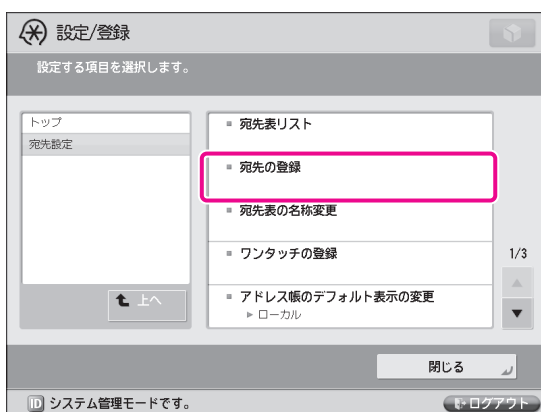 設定/登録
設定する項目を選択します。
トップ
宛先設定
宛先表リスト
宛先の登録
宛先表の名称変更
ワンタッチの登録
アドレス帳のデフォルト表示の変更
▶ ローカル
1/3
上へ
閉じる
ID システム管理モードです。
ログアウト